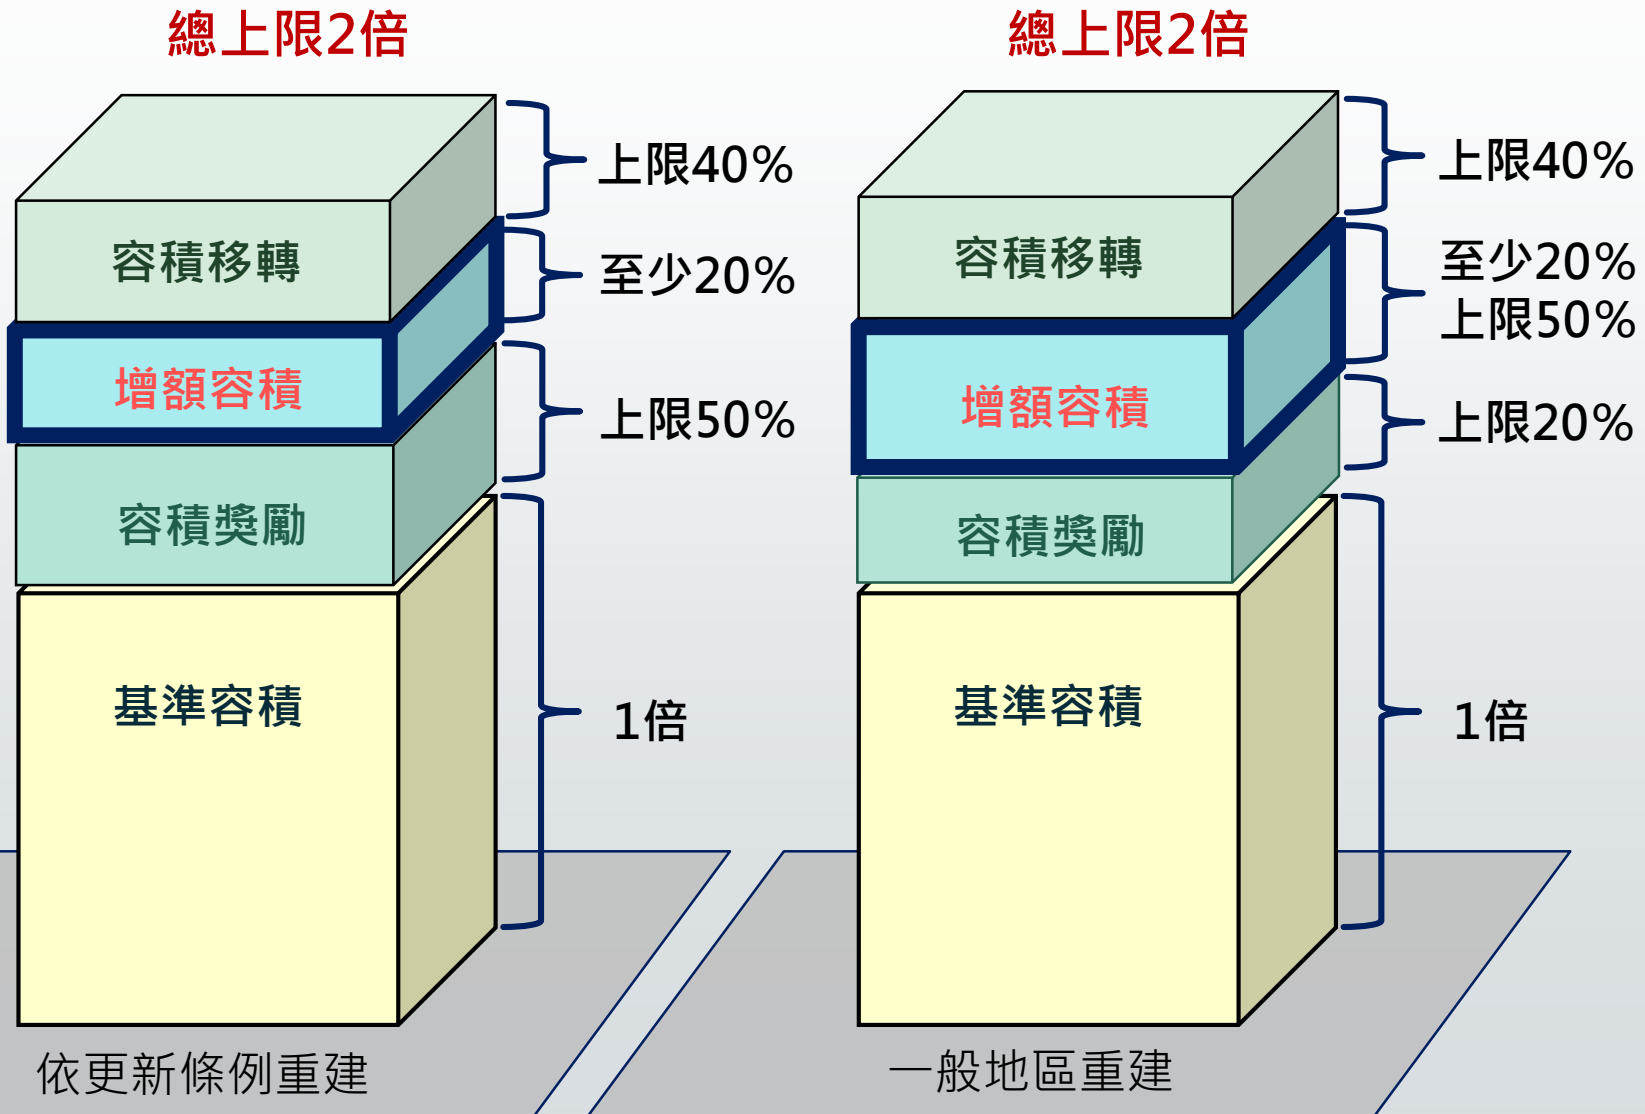 總上限2倍
上限40%
容積移轉
至少20%
增額容積
上限50%
容積獎勵
基準容積
1倍
依更新條例重建
總上限2倍
上限40%
容積移轉
至少20%
上限50%
增額容積
上限20%
容積獎勵
基準容積
1倍
一般地區重建